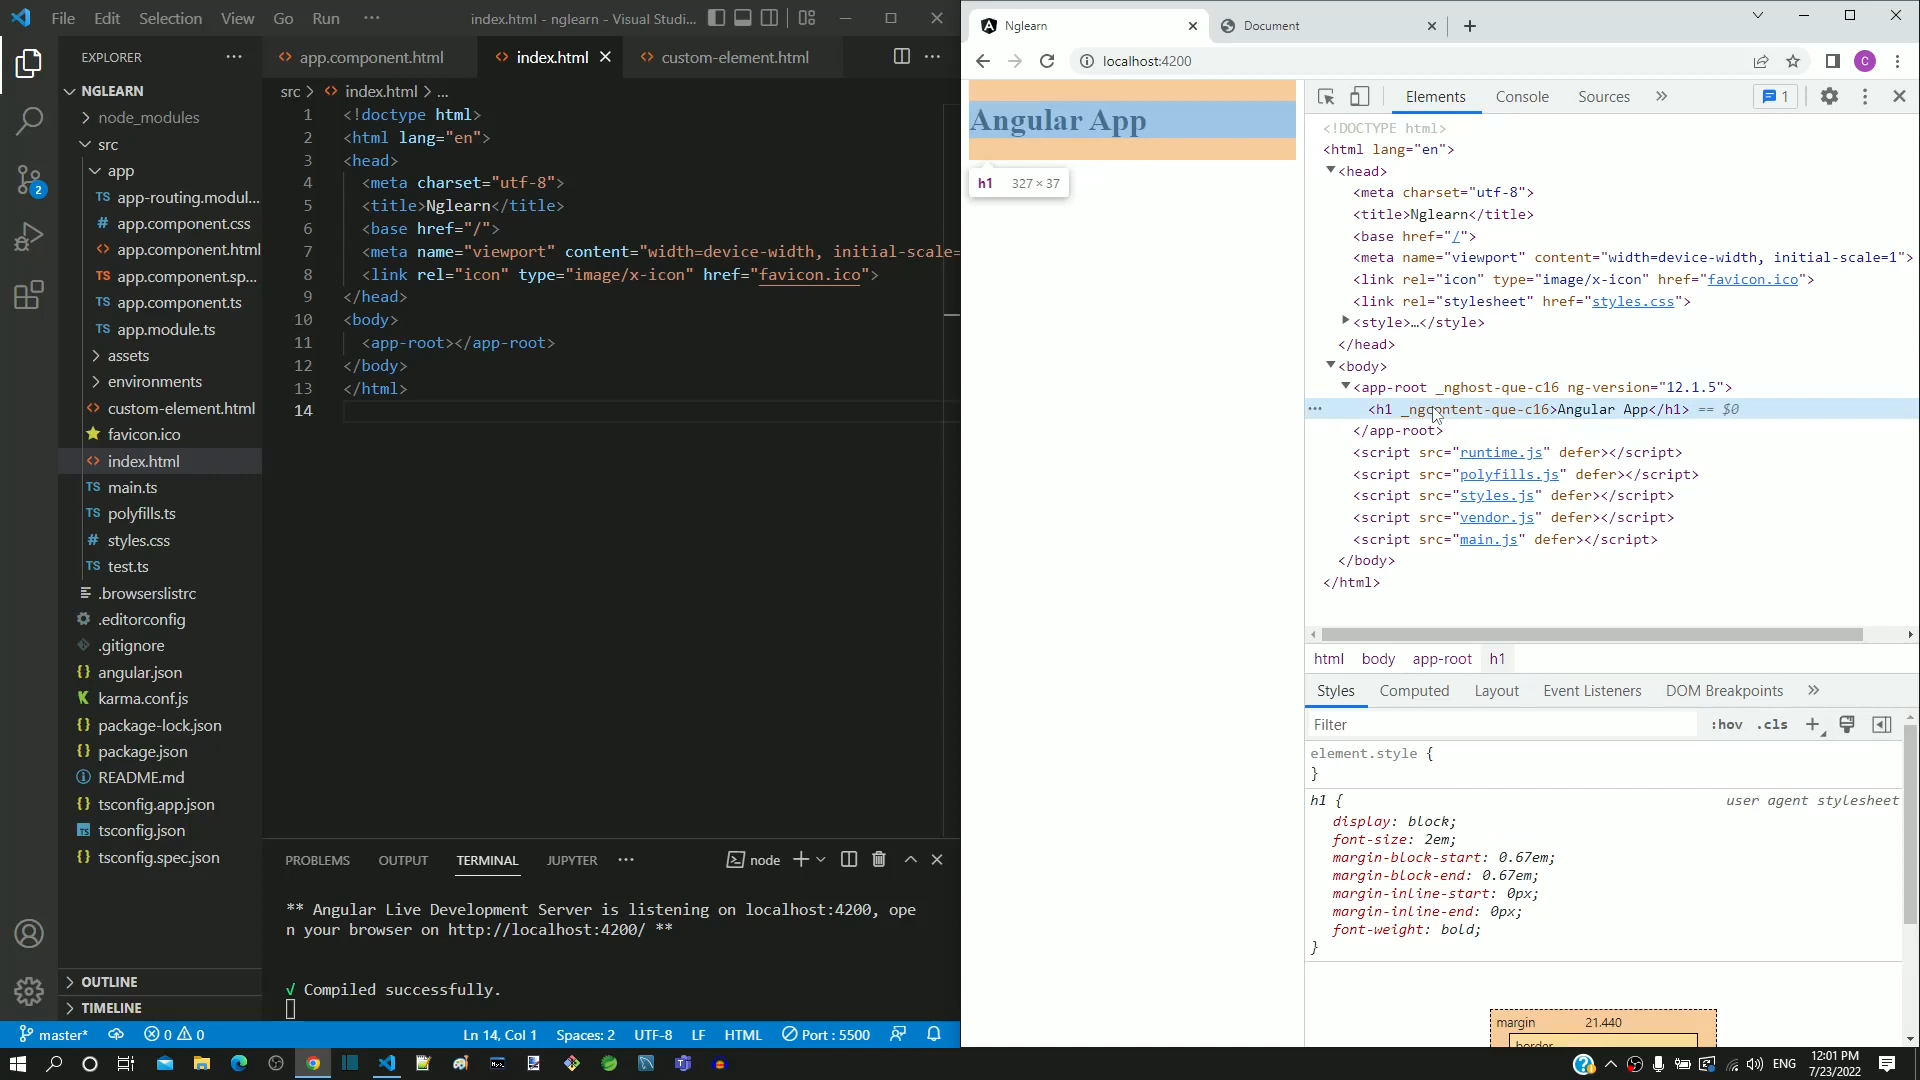 File Edit Selection View Go Run ··· index.html - nglearn - Visual Studi...
EXPLORER ···
NGLEARN
node_modules
src
app
TS app-routing.modul...
# app.component.css
<> app.component.html
TS app.component.sp...
TS app.component.ts
TS app.module.ts
assets
environments
<> custom-element.html
favicon.ico
<> index.html
TS main.ts
TS polyfills.ts
# styles.css
TS test.ts
.browserslistrc
.editorconfig
.gitignore
{} angular.json
K karma.conf.js
{} package-lock.json
{} package.json
README.md
{} tsconfig.app.json
TS tsconfig.json
{} tsconfig.spec.json
OUTLINE
TIMELINE
2
<> app.component.html <> index.html <> custom-element.html ···
src > <> index.html > ...
1 <!doctype html>
2 <html lang="en">
3 <head>
4 <meta charset="utf-8">
5 <title>Nglearn</title>
6 <base href="/">
7 <meta name="viewport" content="width=device-width, initial-scale=
8 <link rel="icon" type="image/x-icon" href="favicon.ico">
9 </head>
10 <body>
11 <app-root></app-root>
12 </body>
13 </html>
14
PROBLEMS OUTPUT TERMINAL JUPYTER ··· node
** Angular Live Development Server is listening on localhost:4200, ope
n your browser on http://localhost:4200/ **
√ Compiled successfully.
master* 0 0 Ln 14, Col 1 Spaces: 2 UTF-8 LF HTML Port : 5500
Nglearn Document
localhost:4200 C
Angular App
h1 327 × 37
Elements Console Sources » 1
<!DOCTYPE html>
<html lang="en">
<head>
<meta charset="utf-8">
<title>Nglearn</title>
<base href="/">
<meta name="viewport" content="width=device-width, initial-scale=1">
<link rel="icon" type="image/x-icon" href="favicon.ico">
<link rel="stylesheet" href="styles.css">
<style>…</style>
</head>
<body>
<app-root _nghost-que-c16 ng-version="12.1.5">
··· <h1 _ngcontent-que-c16>Angular App</h1> == $0
</app-root>
<script src="runtime.js" defer></script>
<script src="polyfills.js" defer></script>
<script src="styles.js" defer></script>
<script src="vendor.js" defer></script>
<script src="main.js" defer></script>
</body>
</html>
html body app-root h1
Styles Computed Layout Event Listeners DOM Breakpoints »
Filter :hov .cls +
element.style {
}
h1 { user agent stylesheet
display: block;
font-size: 2em;
margin-block-start: 0.67em;
margin-block-end: 0.67em;
margin-inline-start: 0px;
margin-inline-end: 0px;
font-weight: bold;
}
margin 21.440
border
ENG 12:01 PM
7/23/2022